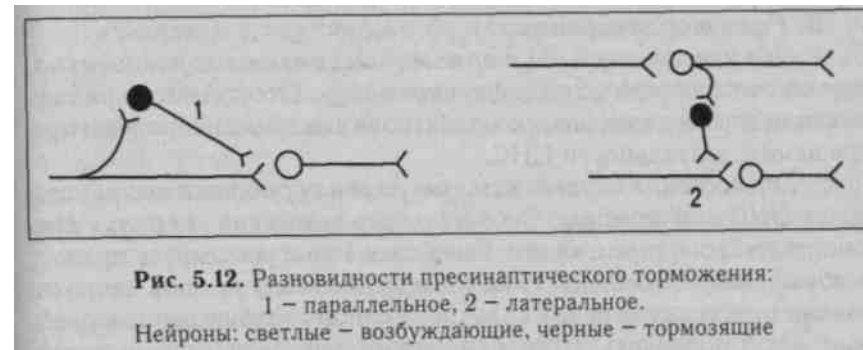 1
2
Рис. 5.12. Разновидности пресинаптического торможения:
1 — параллельное, 2 — латеральное.
Нейроны: светлые — возбуждающие, черные — тормозящие